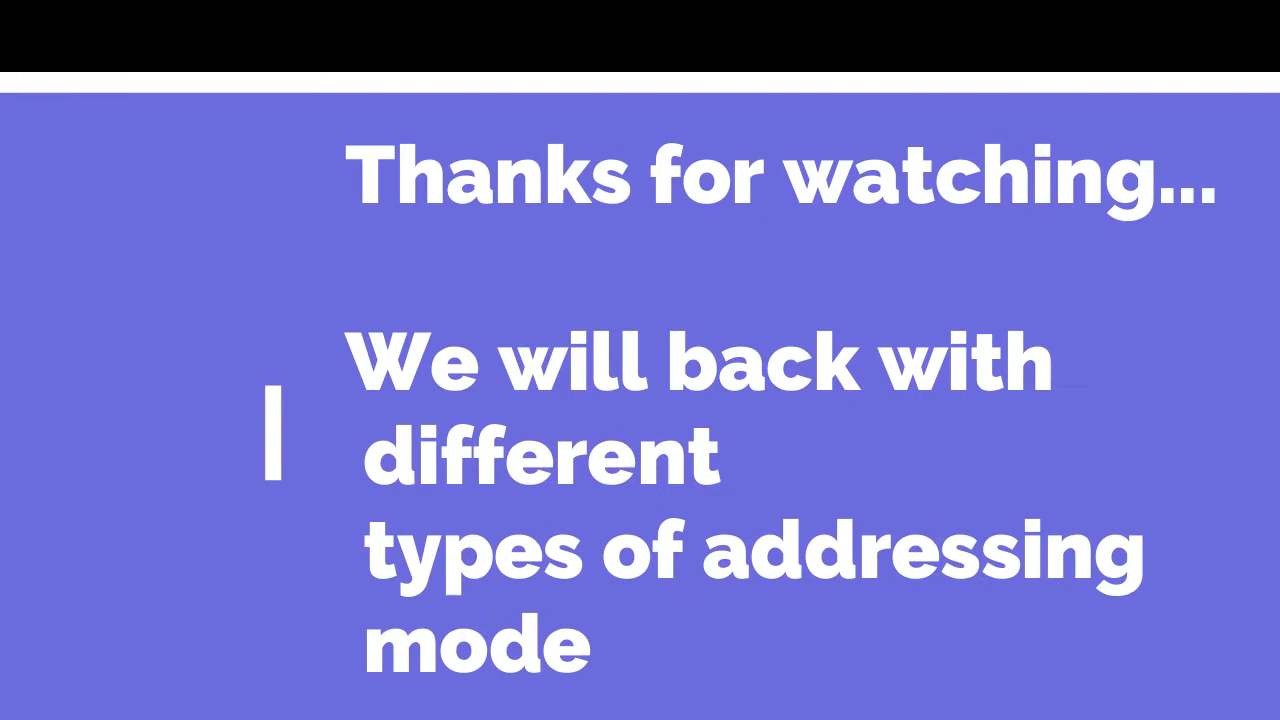 Thanks for watching...
We will back with
different
types of addressing
mode